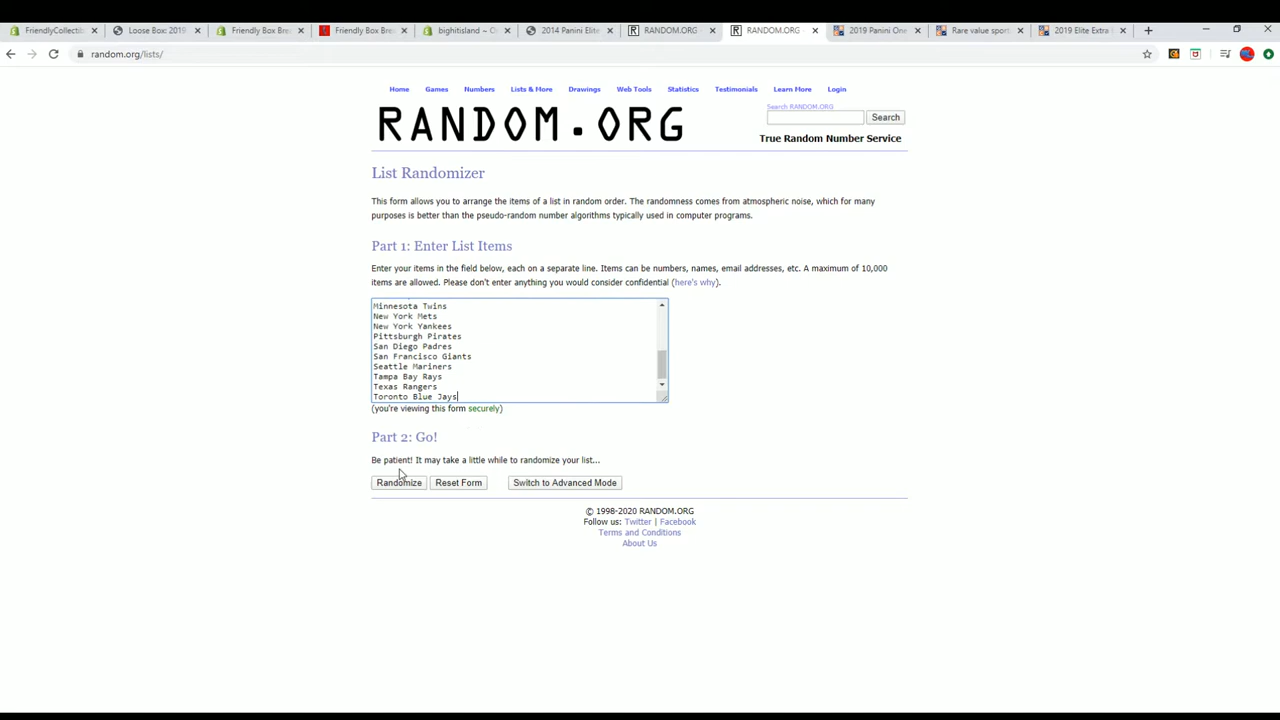 FriendlyCollectib
Loose Box: 2019
Friendly Box Bre
Friendly Box Bre
bighitisland – O
2014 Panini Elite
RANDOM.ORG
RANDOM.ORG
2019 Panini One
Rare value sport
2019 Elite Extra
random.org/lists/
Home Games Numbers Lists & More Drawings Web Tools Statistics Testimonials Learn More Login
RANDOM.ORG
Search RANDOM.ORG
Search
True Random Number Service
List Randomizer
This form allows you to arrange the items of a list in random order. The randomness comes from atmospheric noise, which for many
purposes is better than the pseudo-random number algorithms typically used in computer programs.
Part 1: Enter List Items
Enter your items in the field below, each on a separate line. Items can be numbers, names, email addresses, etc. A maximum of 10,000
items are allowed. Please don't enter anything you would consider confidential (here's why).
Minnesota Twins
New York Mets
New York Yankees
Pittsburgh Pirates
San Diego Padres
San Francisco Giants
Seattle Mariners
Tampa Bay Rays
Texas Rangers
Toronto Blue Jays
(you're viewing this form securely)
Part 2: Go!
Be patient! It may take a little while to randomize your list...
Randomize Reset Form Switch to Advanced Mode
© 1998-2020 RANDOM.ORG
Follow us: Twitter | Facebook
Terms and Conditions
About Us